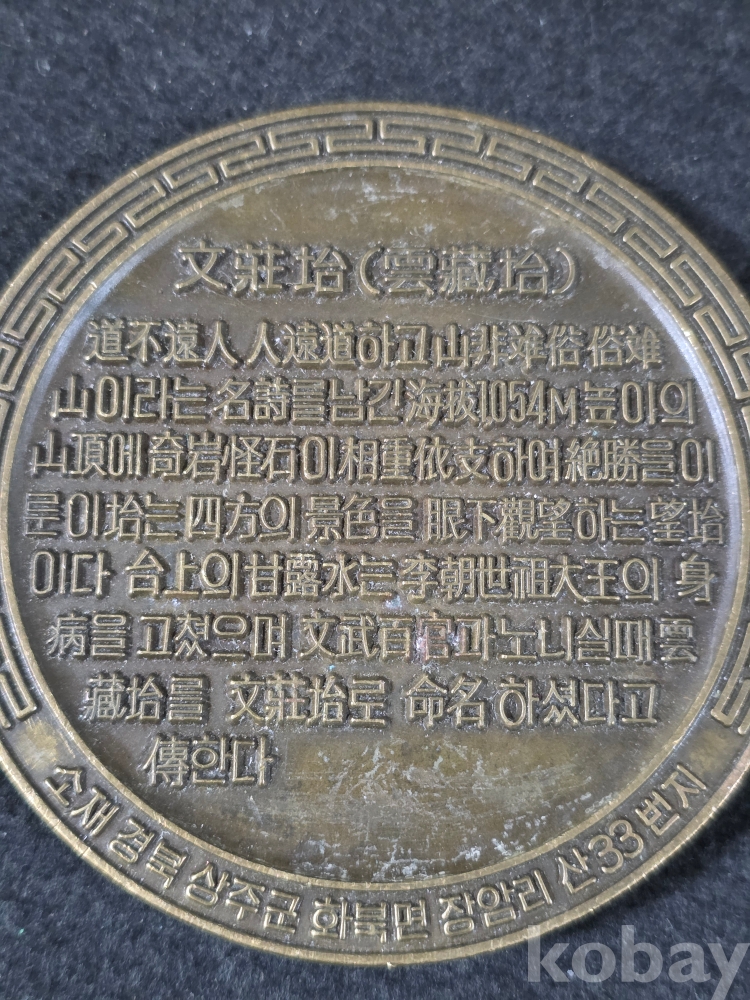 文莊坮(雲藏坮)
道不遠人人遠道하고山非離俗俗離
山이라는名詩를남긴海拔1,054M높이의
山頂에奇岩怪石이相重依支하여絶勝을이
룬이坮는四方의景色을眼下觀望하는望坮
이다 台上의甘露水는李朝世祖大王의身
病을고쳤으며文武百官과노니실때雲
藏坮를 文莊坮로 命名하셨다고
傳한다
소재 경북 상주군 화북면 장암리 산33번지
kobay